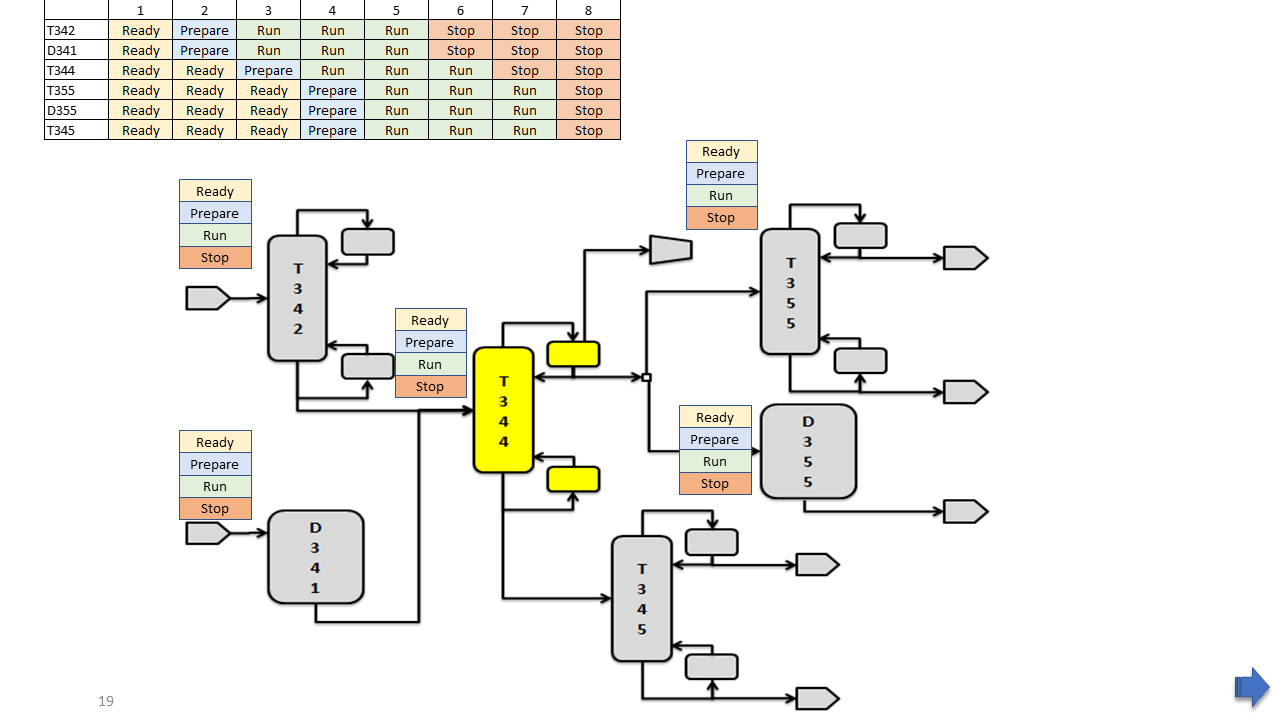 1 2 3 4 5 6 7 8
T342 Ready Prepare Run Run Run Stop Stop Stop
D341 Ready Prepare Run Run Run Stop Stop Stop
T344 Ready Ready Prepare Run Run Run Stop Stop
T355 Ready Ready Ready Prepare Run Run Run Stop
D355 Ready Ready Ready Prepare Run Run Run Stop
T345 Ready Ready Ready Prepare Run Run Run Stop
Ready
Prepare
Run
Stop
T
3
4
2
Ready
Prepare
Run
Stop
T
3
4
4
Ready
Prepare
Run
Stop
T
3
5
5
Ready
Prepare
Run
Stop
D
3
4
1
Ready
Prepare
Run
Stop
D
3
5
5
T
3
4
5
19